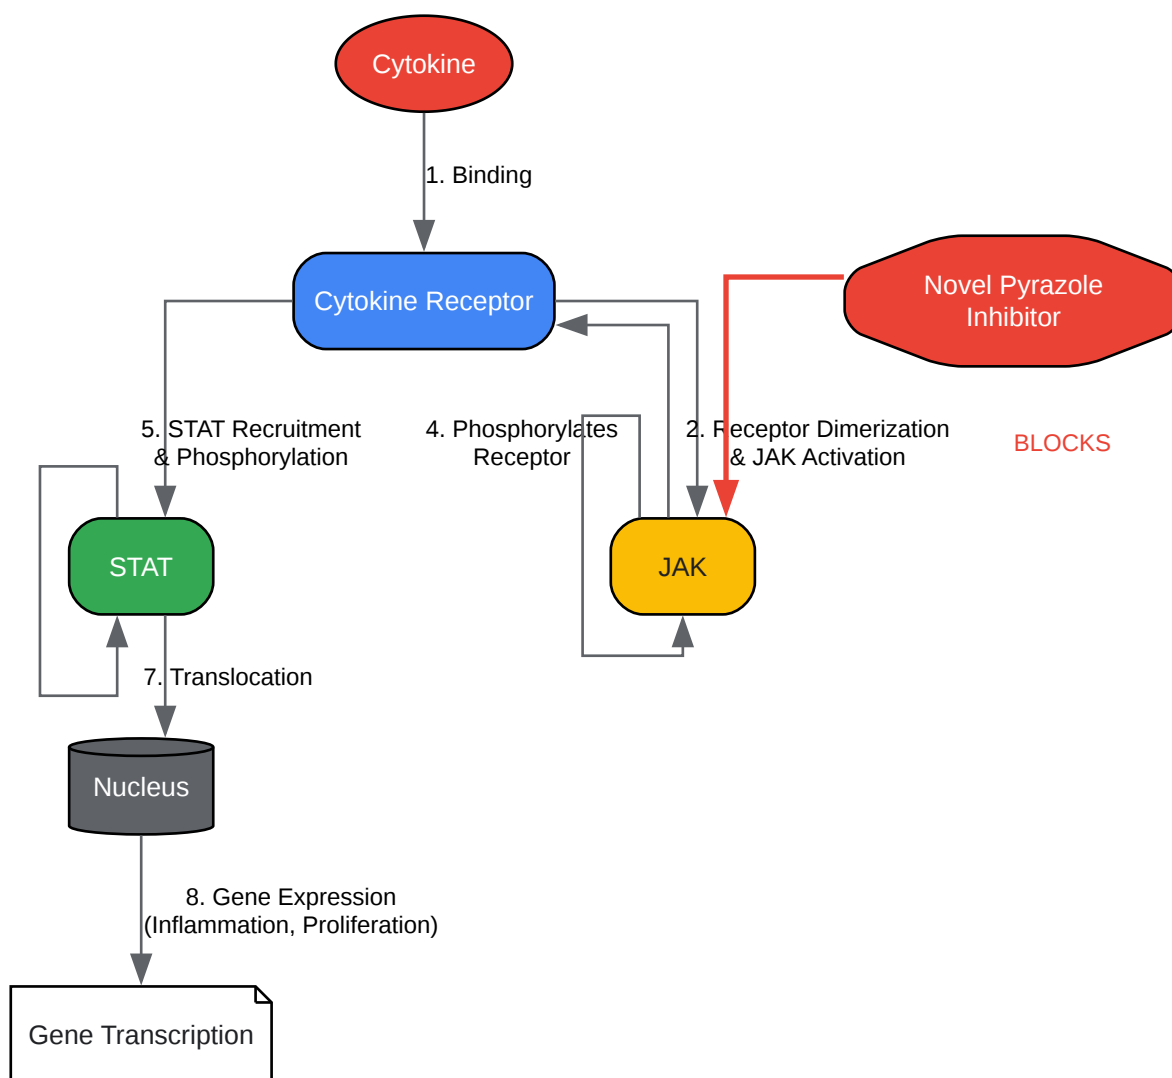 Cytokine
1. Binding
Cytokine Receptor
Novel Pyrazole
Inhibitor
5. STAT Recruitment
& Phosphorylation
4. Phosphorylates
Receptor
2. Receptor Dimerization
& JAK Activation
BLOCKS
STAT
JAK
7. Translocation
Nucleus
8. Gene Expression
(Inflammation, Proliferation)
Gene Transcription